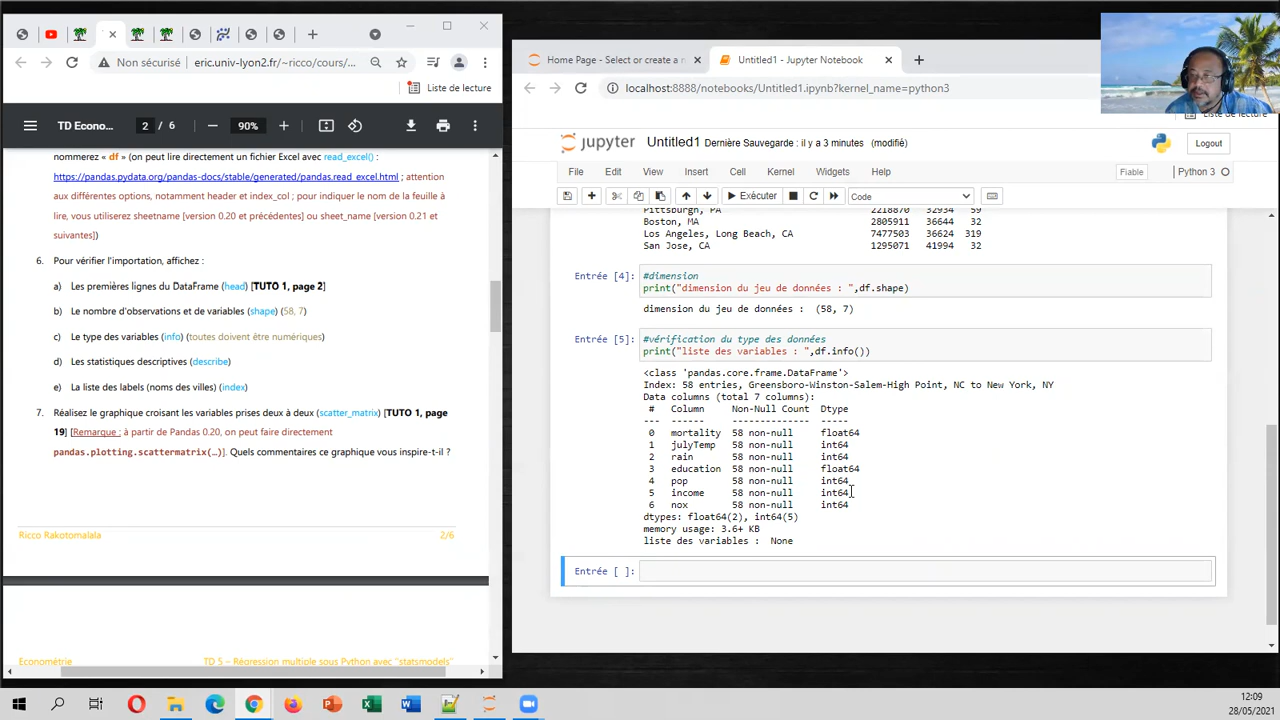 Non sécurisé
eric.univ-lyon2.fr/~ricco/cours/...
Liste de lecture
TD Econo...
2 / 6
90%
nommerez « df » (on peut lire directement un fichier Excel avec read_excel() :
https://pandas.pydata.org/pandas-docs/stable/generated/pandas.read_excel.html ; attention
aux différentes options, notamment header et index_col ; pour indiquer le nom de la feuille à
lire, vous utiliserez sheetname [version 0.20 et précédentes] ou sheet_name [version 0.21 et
suivantes])
6. Pour vérifier l'importation, affichez :
a) Les premières lignes du DataFrame (head) [TUTO 1, page 2]
b) Le nombre d'observations et de variables (shape) (58, 7)
c) Le type des variables (info) (toutes doivent être numériques)
d) Les statistiques descriptives (describe)
e) La liste des labels (noms des villes) (index)
7. Réalisez le graphique croisant les variables prises deux à deux (scatter_matrix) [TUTO 1, page
19] [Remarque : à partir de Pandas 0.20, on peut faire directement
pandas.plotting.scattermatrix(…)]. Quels commentaires ce graphique vous inspire-t-il ?
Ricco Rakotomalala
2/6
Econométrie
TD 5 - Régression multiple sous Python avec "statsmodels"
Home Page - Select or create a n
Untitled1 - Jupyter Notebook
localhost:8888/notebooks/Untitled1.ipynb?kernel_name=python3
Liste de lecture
jupyter
Untitled1
Dernière Sauvegarde : il y a 3 minutes (modifié)
Logout
File
Edit
View
Insert
Cell
Kernel
Widgets
Help
Fiable
Python 3
Exécuter
Code
Pittsburgh, PA 2218870 32934 59
Boston, MA 2805911 36644 32
Los Angeles, Long Beach, CA 7477503 36624 319
San Jose, CA 1295071 41994 32
Entrée [4]:
#dimension
print("dimension du jeu de données : ",df.shape)
dimension du jeu de données :  (58, 7)
Entrée [5]:
#vérification du type des données
print("liste des variables : ",df.info())
<class 'pandas.core.frame.DataFrame'>
Index: 58 entries, Greensboro-Winston-Salem-High Point, NC to New York, NY
Data columns (total 7 columns):
# Column Non-Null Count Dtype
--- ------ -------------- -----
0 mortality 58 non-null float64
1 julyTemp 58 non-null int64
2 rain 58 non-null int64
3 education 58 non-null float64
4 pop 58 non-null int64
5 income 58 non-null int64
6 nox 58 non-null int64
dtypes: float64(2), int64(5)
memory usage: 3.6+ KB
liste des variables :  None
Entrée [ ]:
12:09
28/05/2021